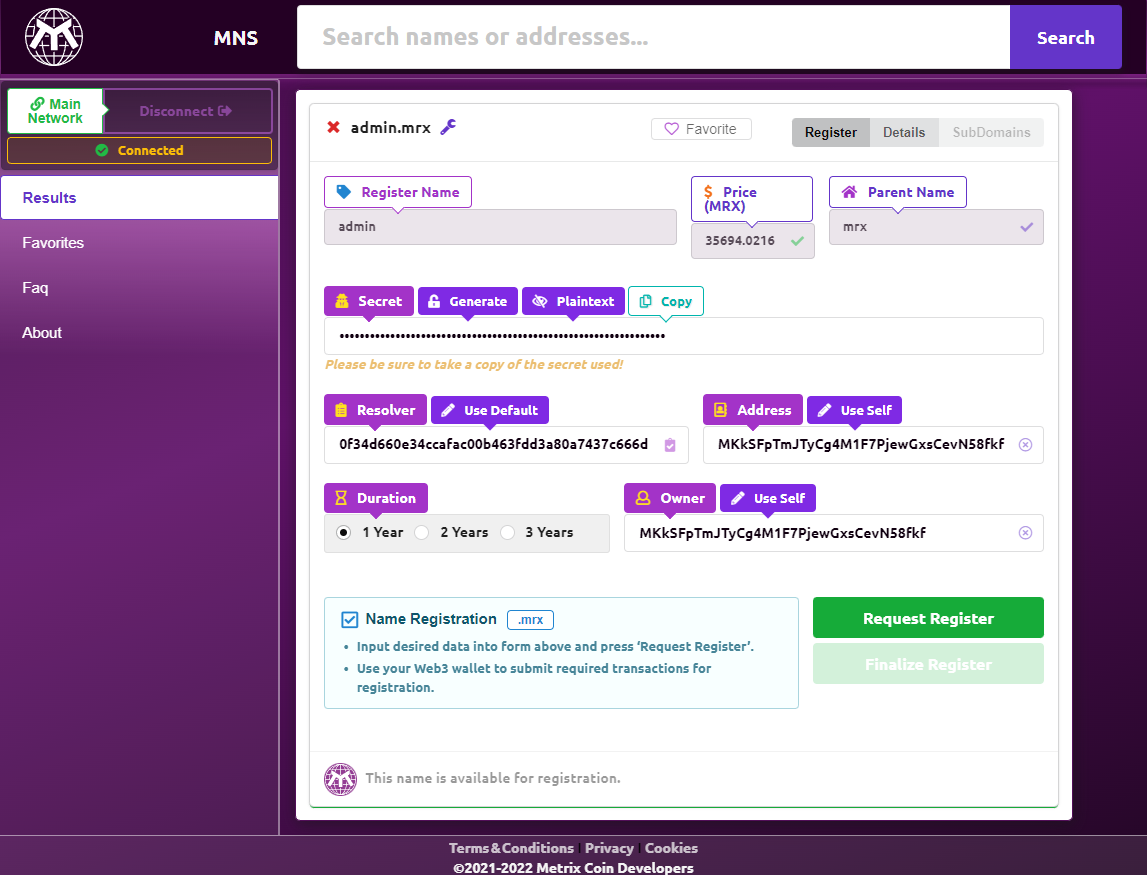 MNS
Search names or addresses...
Search
Main
Network
Disconnect
Connected
Results
Favorites
Faq
About
admin.mrx
Favorite
Register
Details
SubDomains
Register Name
admin
Price
(MRX)
35694.0216
Parent Name
mrx
Secret
Generate
Plaintext
Copy
Please be sure to take a copy of the secret used!
Resolver
Use Default
0f34d660e34ccafac00b463fdd3a80a7437c666d
Address
Use Self
MKkSFpTmJTyCg4M1F7PjewGxsCevN58fkf
Duration
1 Year
2 Years
3 Years
Owner
Use Self
MKkSFpTmJTyCg4M1F7PjewGxsCevN58fkf
Name Registration
.mrx
• Input desired data into form above and press ‘Request Register’.
• Use your Web3 wallet to submit required transactions for
registration.
Request Register
Finalize Register
This name is available for registration.
Terms & Conditions | Privacy | Cookies
©2021-2022 Metrix Coin Developers